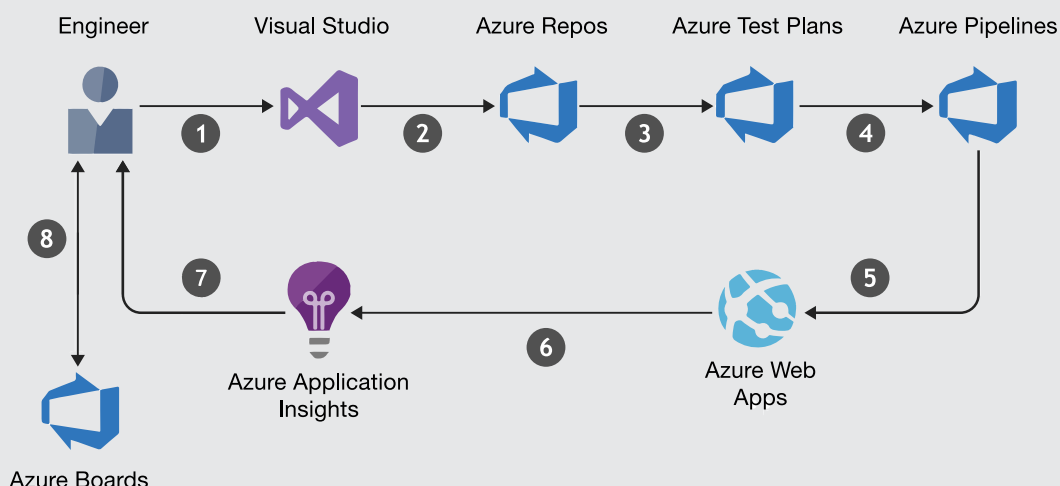 Engineer
Visual Studio
Azure Repos
Azure Test Plans
Azure Pipelines
1
2
3
4
8
7
5
6
Azure Application
Insights
Azure Web
Apps
Azure Boards